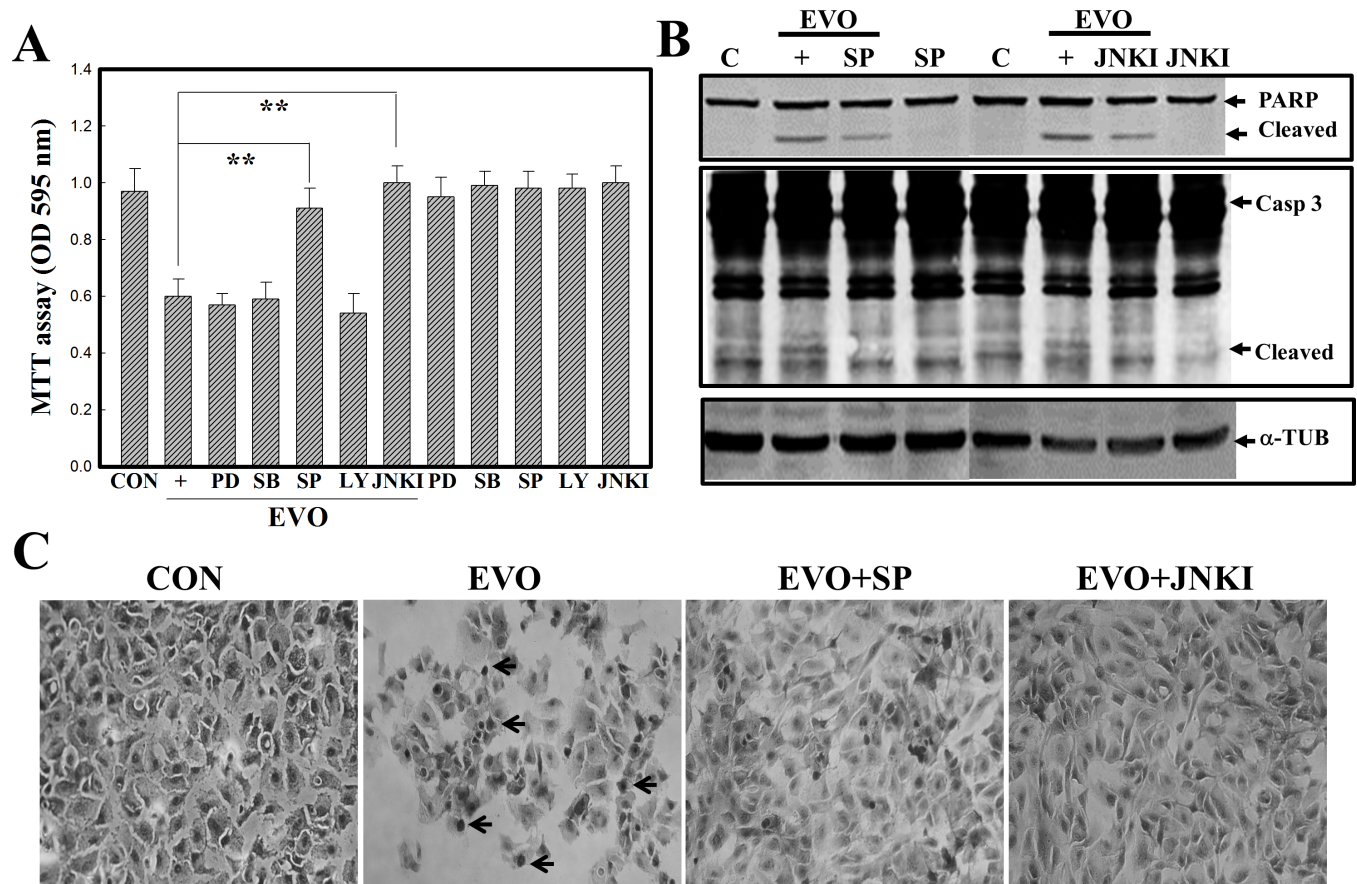 A
1.4
1.2
1.0
0.8
0.6
0.4
0.2
0.0
MTT assay (OD 595 nm)
**
**
CON + PD SB SP LY JNKI PD SB SP LY JNKI
EVO
B
EVO EVO
C + SP SP C + JNKI JNKI
PARP
Cleaved
Casp 3
Cleaved
α-TUB
C
CON EVO EVO+SP EVO+JNKI